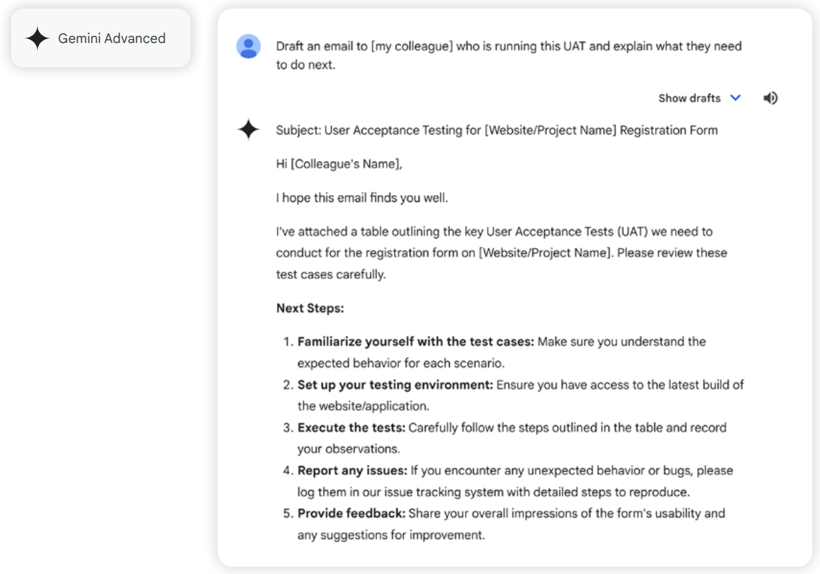 Gemini Advanced
Draft an email to [my colleague] who is running this UAT and explain what they need
to do next.
Show drafts
Subject: User Acceptance Testing for [Website/Project Name] Registration Form
Hi [Colleague's Name],
I hope this email finds you well.
I've attached a table outlining the key User Acceptance Tests (UAT) we need to
conduct for the registration form on [Website/Project Name]. Please review these
test cases carefully.
Next Steps:
1. Familiarize yourself with the test cases: Make sure you understand the
expected behavior for each scenario.
2. Set up your testing environment: Ensure you have access to the latest build of
the website/application.
3. Execute the tests: Carefully follow the steps outlined in the table and record
your observations.
4. Report any issues: If you encounter any unexpected behavior or bugs, please
log them in our issue tracking system with detailed steps to reproduce.
5. Provide feedback: Share your overall impressions of the form's usability and
any suggestions for improvement.